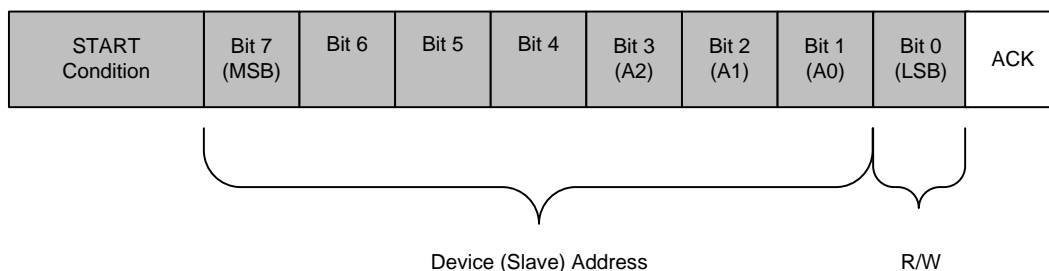 START
Condition
Bit 7
(MSB)
Bit 6
Bit 5
Bit 4
Bit 3
(A2)
Bit 2
(A1)
Bit 1
(A0)
Bit 0
(LSB)
ACK
Device (Slave) Address
R/W